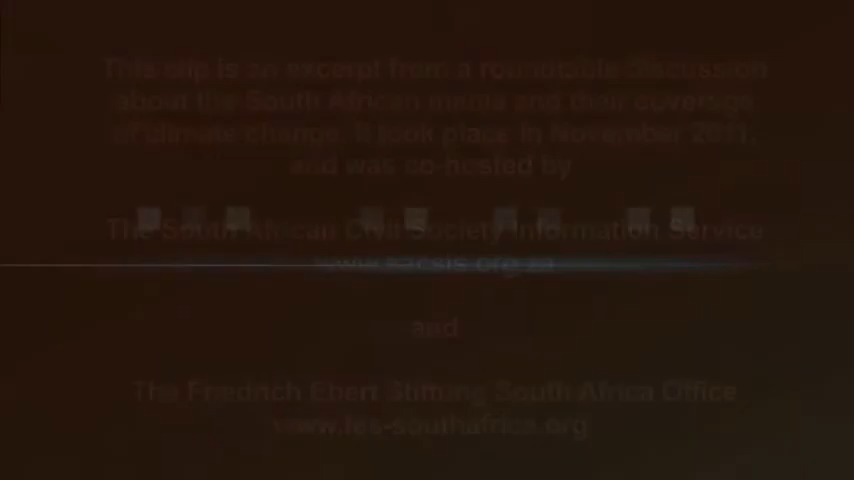 This clip is an excerpt from a roundtable discussion
about the South African media and their coverage
of climate change. It took place in November 2011,
and was co-hosted by
The South African Civil Society Information Service
www.sacsis.org.za
and
The Friedrich Ebert Stiftung South Africa Office
www.fes-southafrica.org